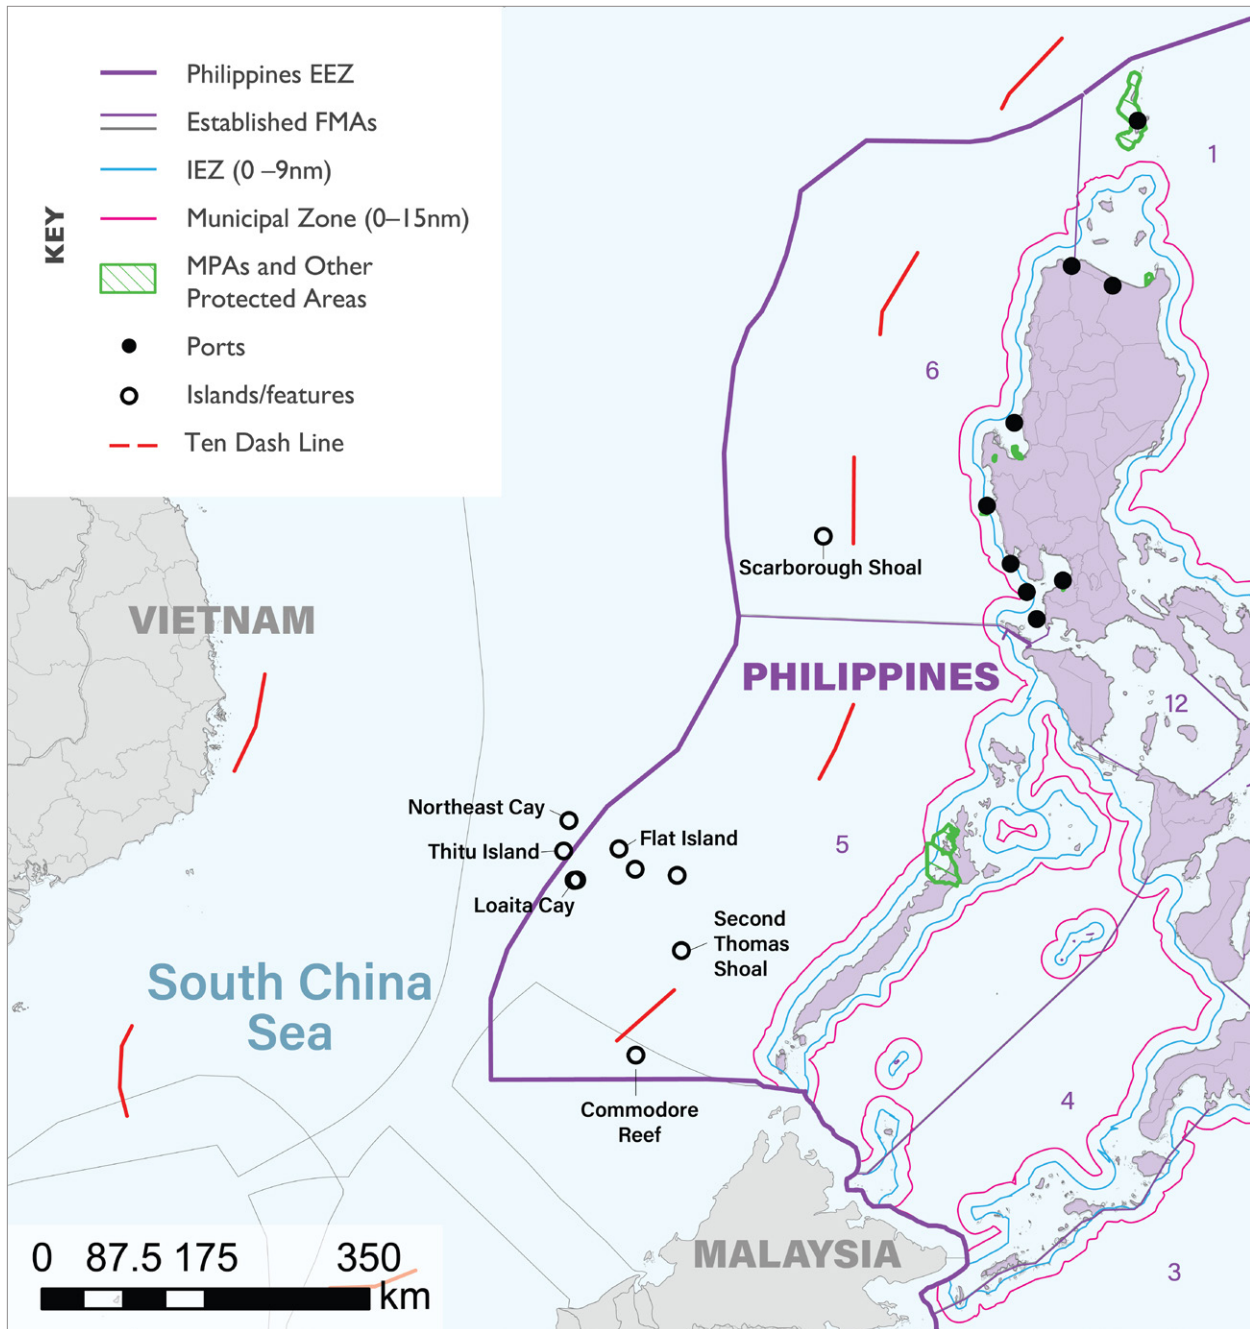 KEY
Philippines EEZ
Established FMAs
IEZ (0 –9nm)
Municipal Zone (0–15nm)
MPAs and Other
Protected Areas
Ports
Islands/features
Ten Dash Line
1
6
Scarborough Shoal
VIETNAM
PHILIPPINES
12
1
Northeast Cay
Thitu Island
Flat Island
5
Loaita Cay
Second
Thomas
Shoal
South China
Sea
Commodore
Reef
4
MALAYSIA
3
0 87.5 175 350
km